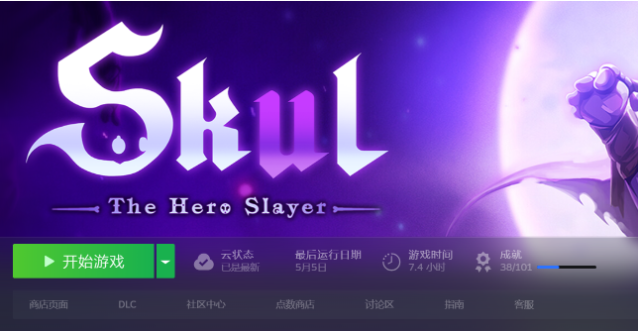 Skul
The Hero Slayer
开始游戏
云状态
已是最新
最后运行日期
5月5日
游戏时间
7.4 小时
成就
38/101
商店页面 DLC 社区中心 点数商店 讨论区 指南 客服